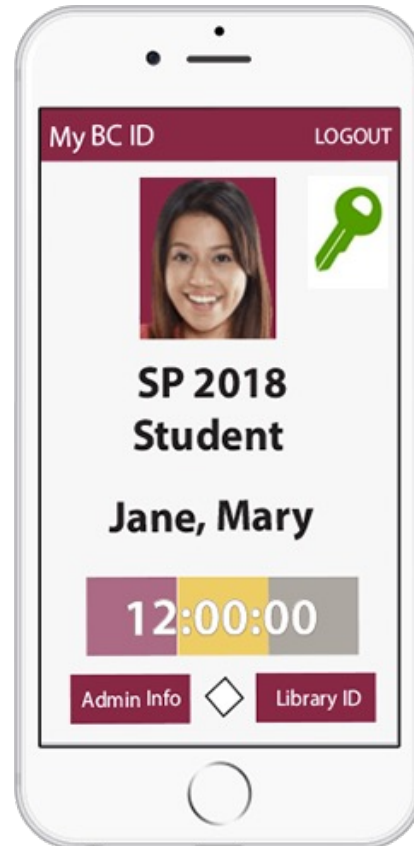 My BC ID LOGOUT
SP 2018
Student
Jane, Mary
12:00:00
Admin Info Library ID